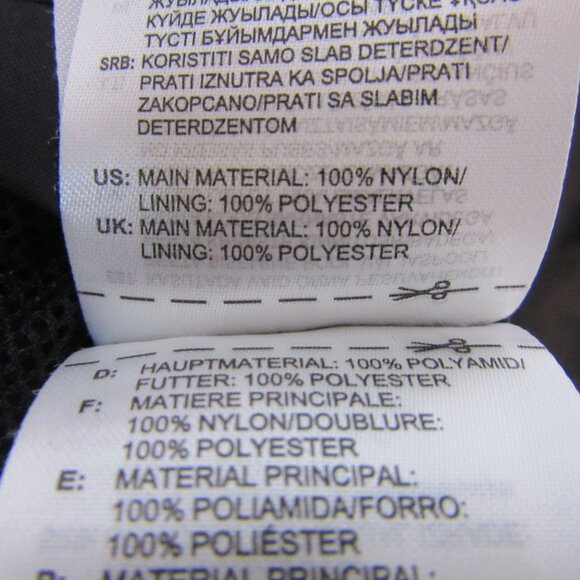 КҮЙДЕ ЖУЫЛАДЫ/ОСЫ ТҮСКЕ
ТҮСТІ БҰЙЫМДАРМЕН ЖУЫЛАДЫ
SRB: KORISTITI SAMO SLAB DETERDZENT/
PRATI IZNUTRA KA SPOLJA/PRATI
ZAKOPCANO/PRATI SA SLABIM
DETERDZENTOM
US: MAIN MATERIAL: 100% NYLON/
LINING: 100% POLYESTER
UK: MAIN MATERIAL: 100% NYLON/
LINING: 100% POLYESTER
D: HAUPTMATERIAL: 100% POLYAMID/
FUTTER: 100% POLYESTER
F: MATIERE PRINCIPALE:
100% NYLON/DOUBLURE:
100% POLYESTER
E: MATERIAL PRINCIPAL:
100% POLIAMIDA/FORRO:
100% POLIÉSTER
MATERIAL PRINCIPAL: